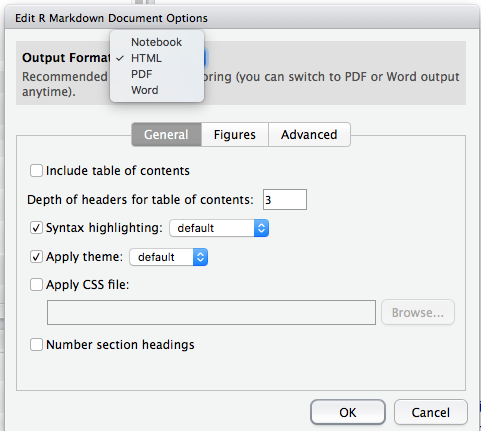 Edit R Markdown Document Options
Notebook
Output Format
HTML
Recommended
PDF
oring (you can switch to PDF or Word output
anytime).
Word
General Figures Advanced
Include table of contents
Depth of headers for table of contents: 3
Syntax highlighting: default
Apply theme: default
Apply CSS file:
Browse...
Number section headings
OK Cancel